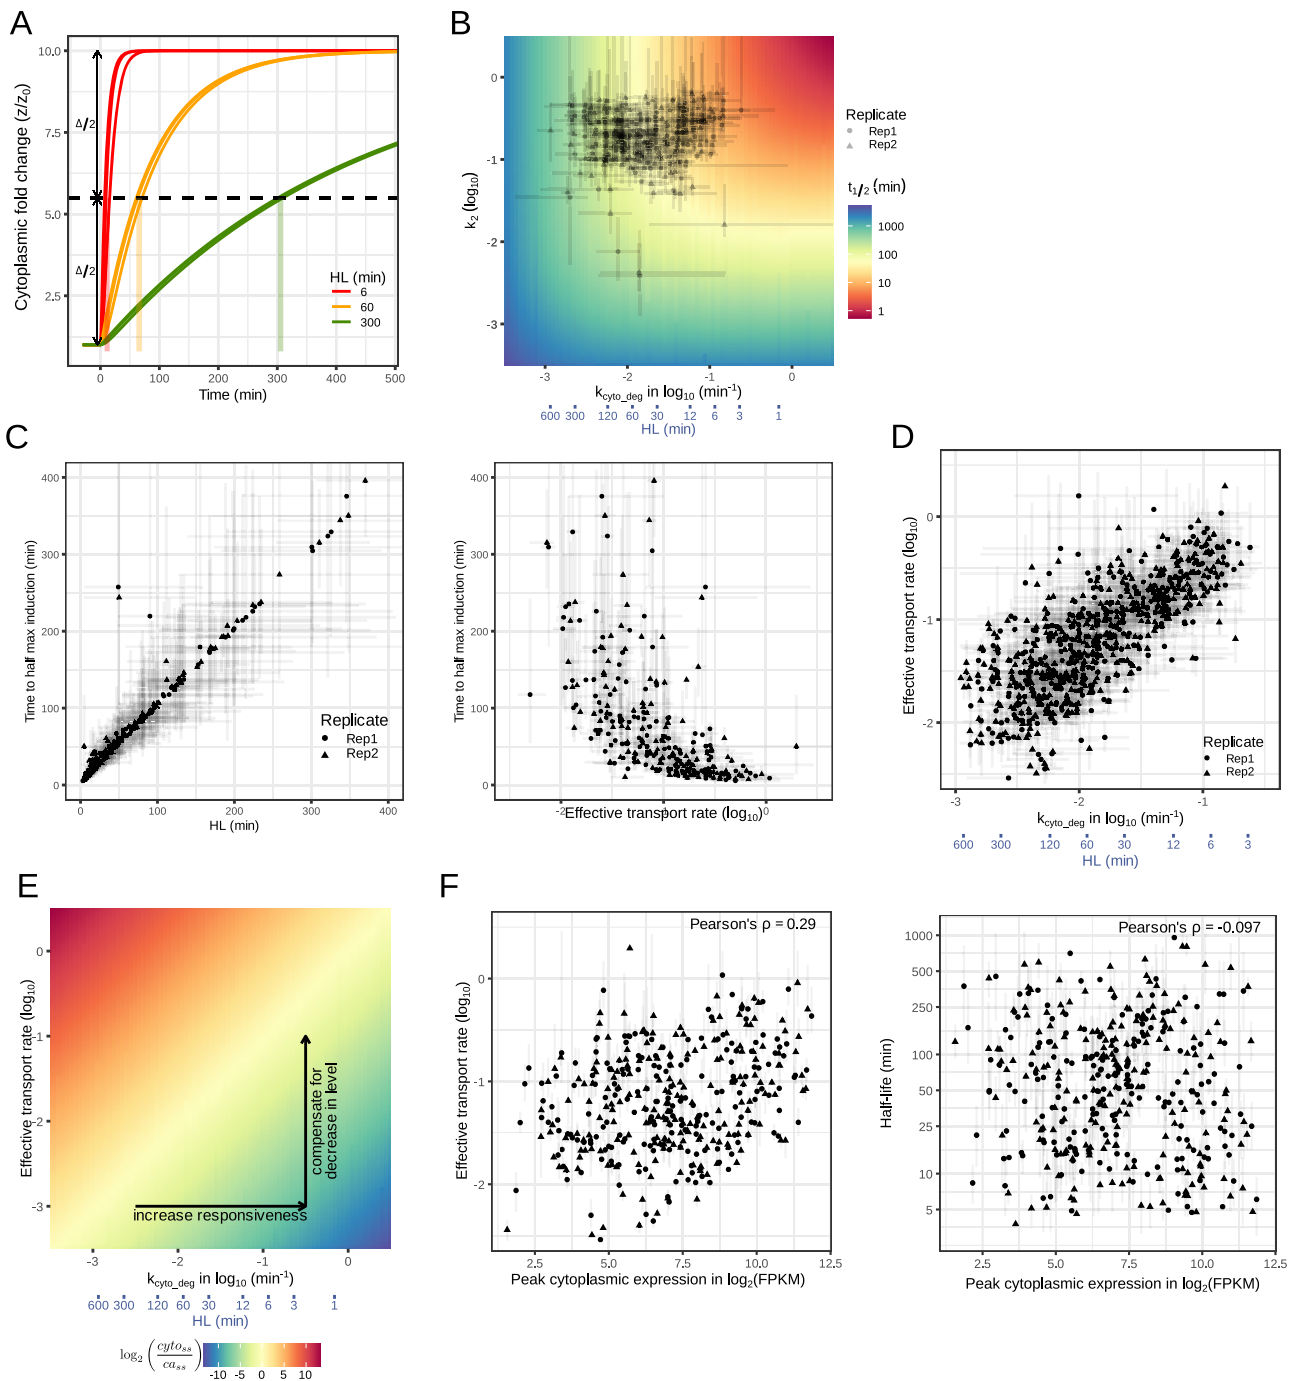 A
Cytoplasmic fold change (z/z0)
10.0
7.5
5.0
2.5
Δ/2
Δ/2
HL (min)
6
60
300
0 100 200 300 400 500
Time (min)
B
k2 (log10)
0
-1
-2
-3
-3 -2 -1 0
kcyto_deg in log10 (min-1)
600 300 120 60 30 12 6 3 1
HL (min)
Replicate
Rep1
Rep2
t1/2 (min)
1000
100
10
1
C
Time to half max induction (min)
400
300
200
100
0
Replicate
Rep1
Rep2
0 100 200 300 400
HL (min)
Time to half max induction (min)
400
300
200
100
0
-2 -1 0
Effective transport rate (log10)
D
Effective transport rate (log10)
0
-1
-2
Replicate
Rep1
Rep2
-3 -2 -1
kcyto_deg in log10 (min-1)
600 300 120 60 30 12 6 3
HL (min)
E
Effective transport rate (log10)
0
-1
-2
-3
compensate for
decrease in level
increase responsiveness
-3 -2 -1 0
kcyto_deg in log10 (min-1)
600 300 120 60 30 12 6 3 1
HL (min)
log2 (cytoss/cass)
-10 -5 0 5 10
F
Pearson's ρ = 0.29
Effective transport rate (log10)
0
-1
-2
2.5 5.0 7.5 10.0 12.5
Peak cytoplasmic expression in log2(FPKM)
Pearson's ρ = -0.097
Half-life (min)
1000
500
250
100
50
25
10
5
2.5 5.0 7.5 10.0 12.5
Peak cytoplasmic expression in log2(FPKM)